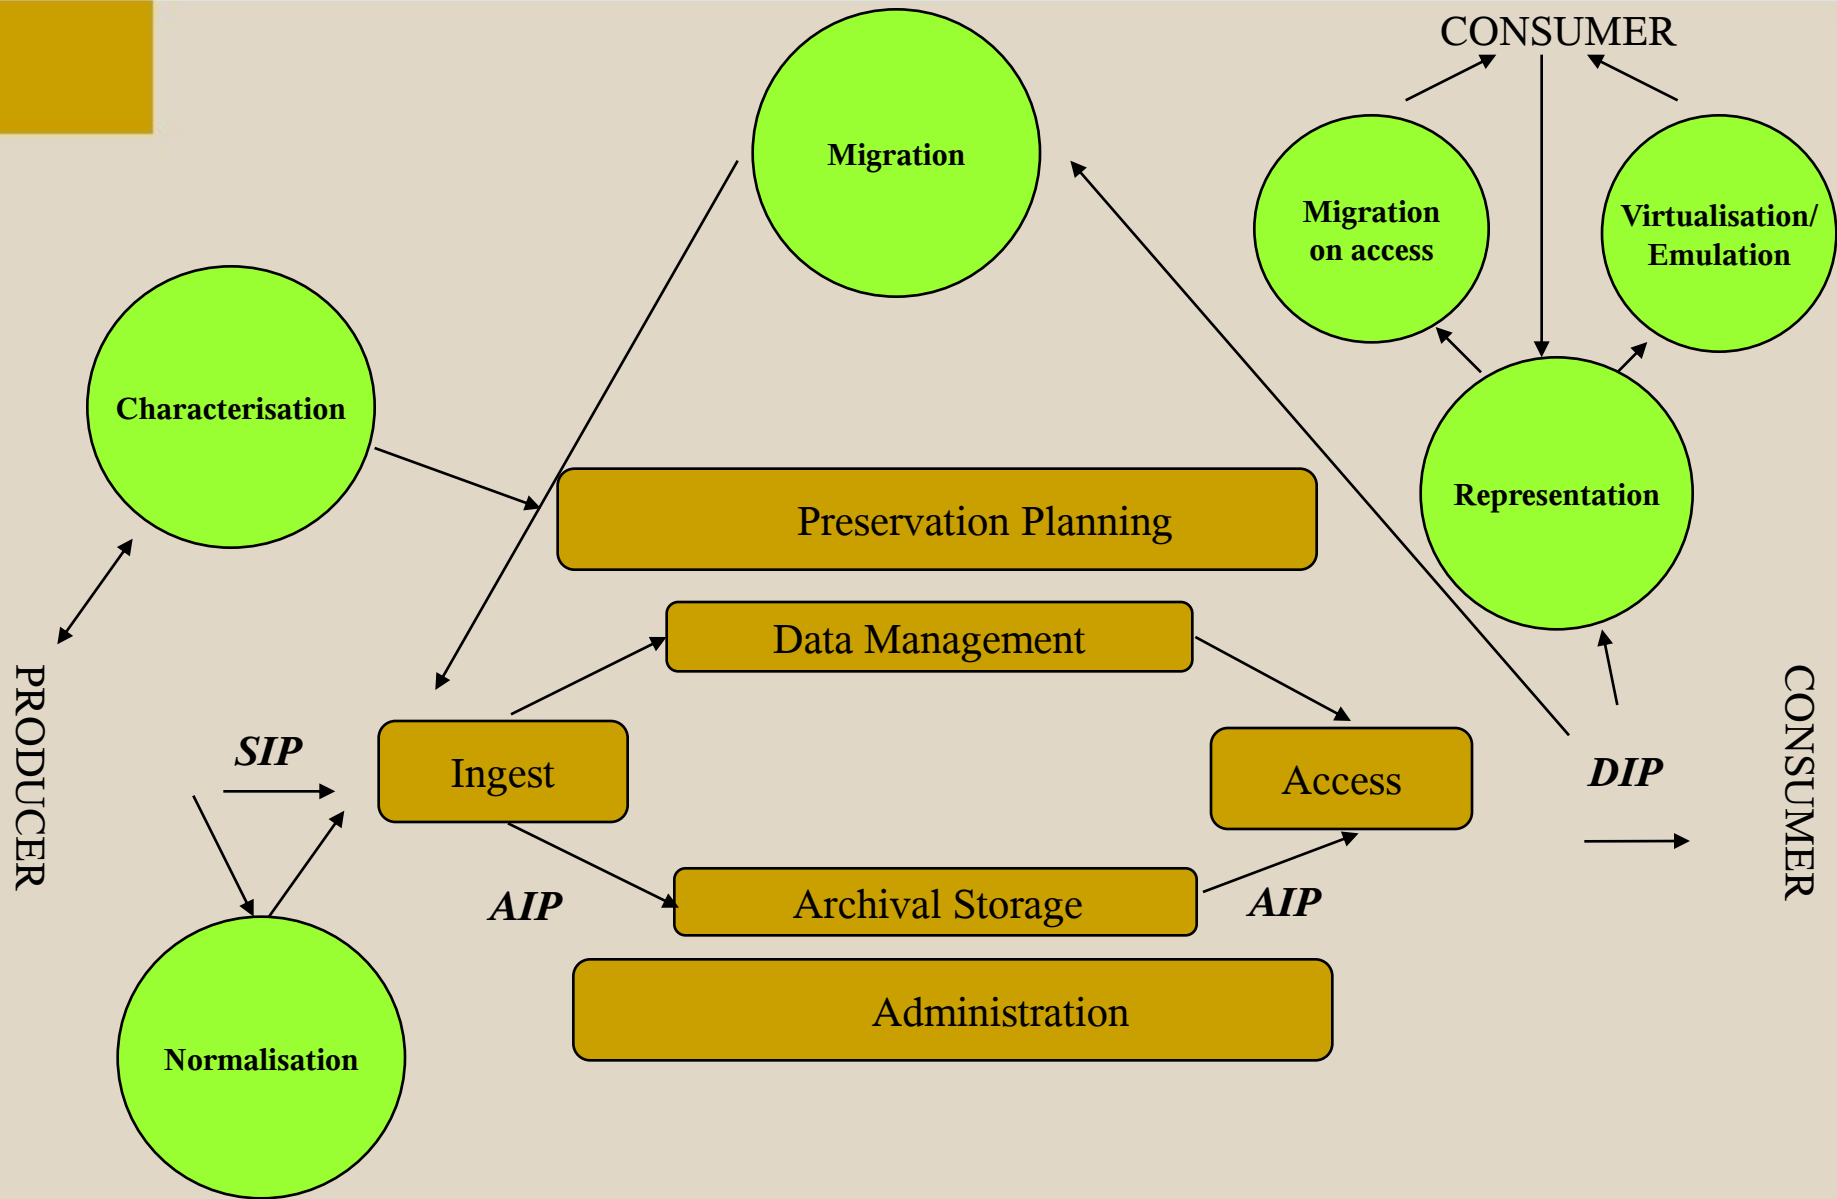 CONSUMER
Migration
Migration
on access
Virtualisation/
Emulation
Characterisation
Representation
Preservation Planning
Data Management
PRODUCER
SIP
Ingest
Access
DIP
CONSUMER
AIP
Archival Storage
AIP
Administration
Normalisation